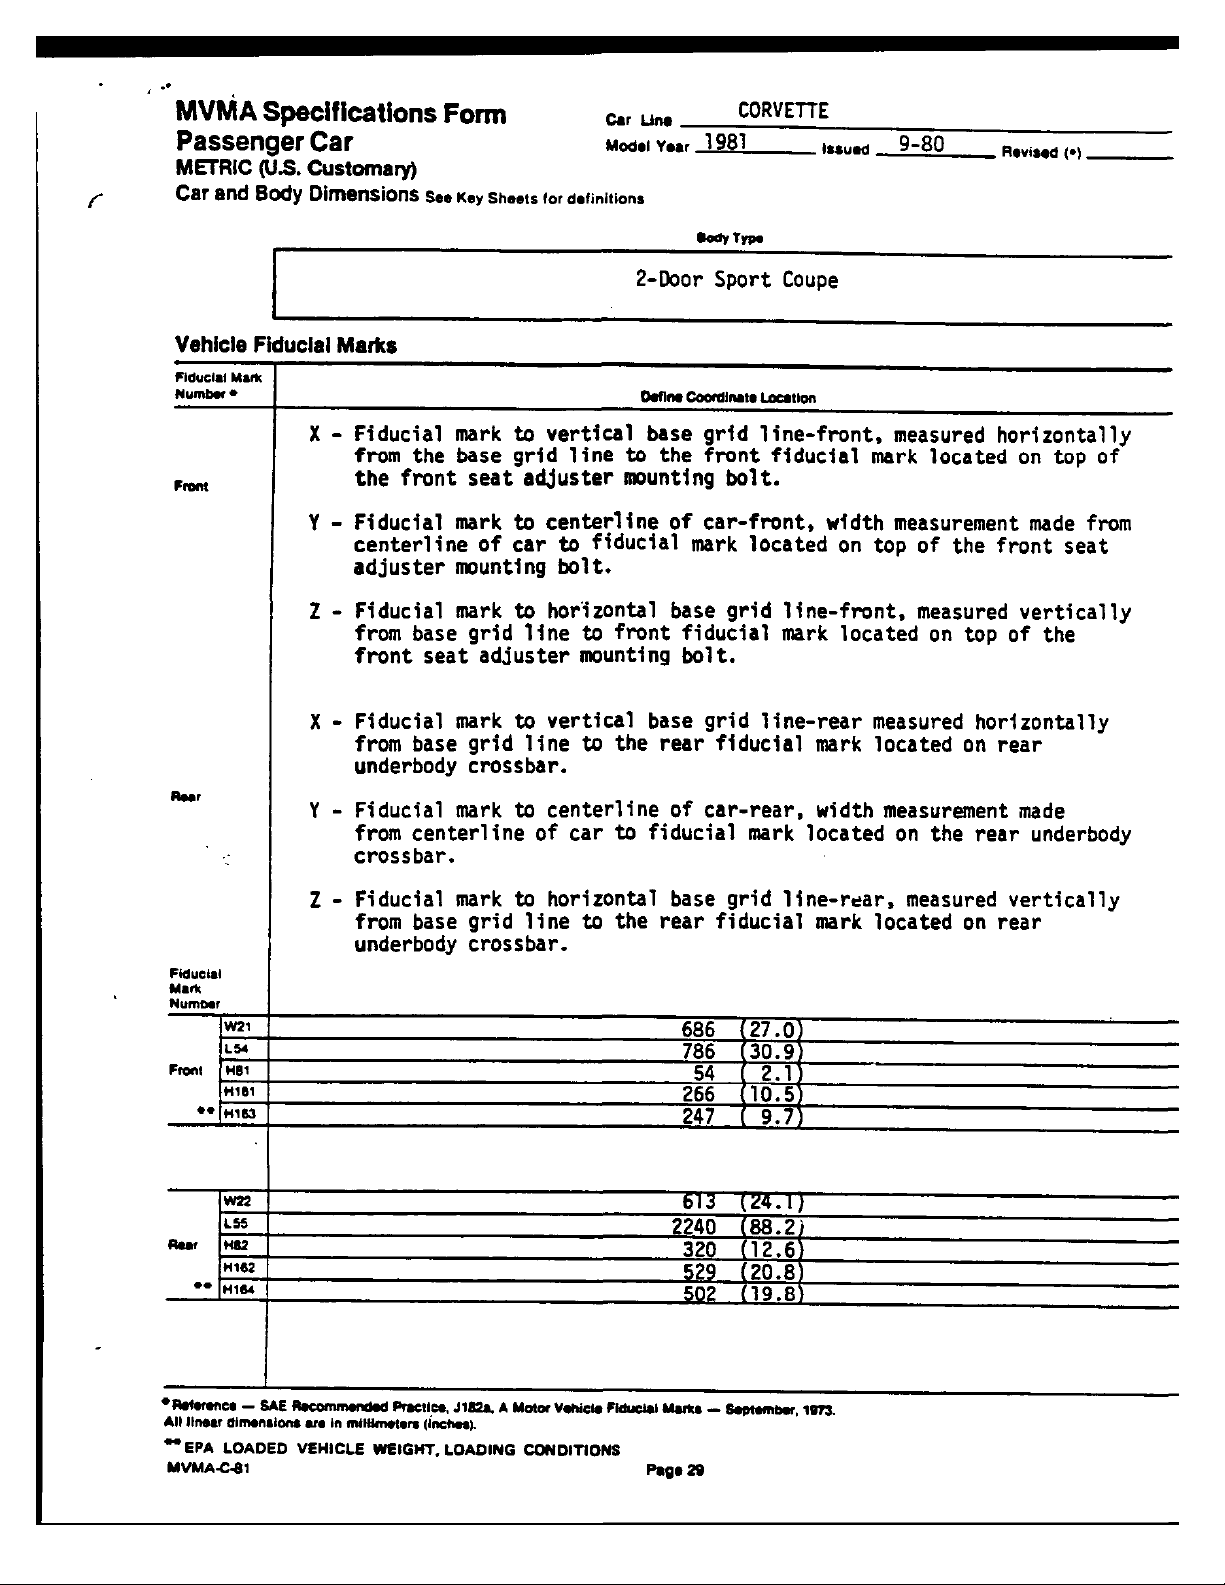 MVMA Specifications Form
Passenger Car
METRIC (U.S. Customary)
Car and Body Dimensions See Key Sheets for definitions
Car Line CORVETTE
Model Year 1981 Issued 9-80 Revised (•)
Body Type
2-Door Sport Coupe
Vehicle Fiducial Marks
Fiducial Mark
Number *
Define Coordinate Location
Front
X - Fiducial mark to vertical base grid line-front, measured horizontally
from the base grid line to the front fiducial mark located on top of
the front seat adjuster mounting bolt.
Y - Fiducial mark to centerline of car-front, width measurement made from
centerline of car to fiducial mark located on top of the front seat
adjuster mounting bolt.
Z - Fiducial mark to horizontal base grid line-front, measured vertically
from base grid line to front fiducial mark located on top of the
front seat adjuster mounting bolt.
Rear
X - Fiducial mark to vertical base grid line-rear measured horizontally
from base grid line to the rear fiducial mark located on rear
underbody crossbar.
Y - Fiducial mark to centerline of car-rear, width measurement made
from centerline of car to fiducial mark located on the rear underbody
crossbar.
Z - Fiducial mark to horizontal base grid line-rear, measured vertically
from base grid line to the rear fiducial mark located on rear
underbody crossbar.
Fiducial
Mark
Number
Front
W21 686 (27.0)
L54 786 (30.9)
H81 54 ( 2.1)
H161 266 (10.5)
** H163 247 ( 9.7)
Rear
W22 613 (24.1)
L55 2240 (88.2)
H82 320 (12.6)
H162 529 (20.8)
** H164 502 (19.8)
* Reference — SAE Recommended Practice, J182a, A Motor Vehicle Fiducial Marks — September, 1973.
All linear dimensions are in millimeters (inches).
** EPA LOADED VEHICLE WEIGHT, LOADING CONDITIONS
MVMA-C-81 Page 29